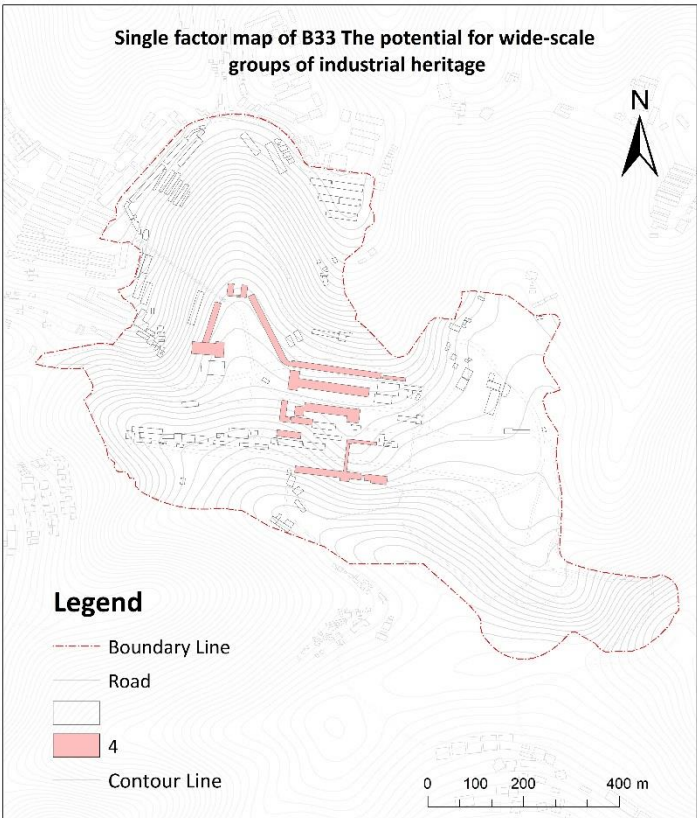 Single factor map of B33 The potential for wide-scale
groups of industrial heritage
N
Legend
Boundary Line
Road
4
Contour Line
0 100 200 400 m